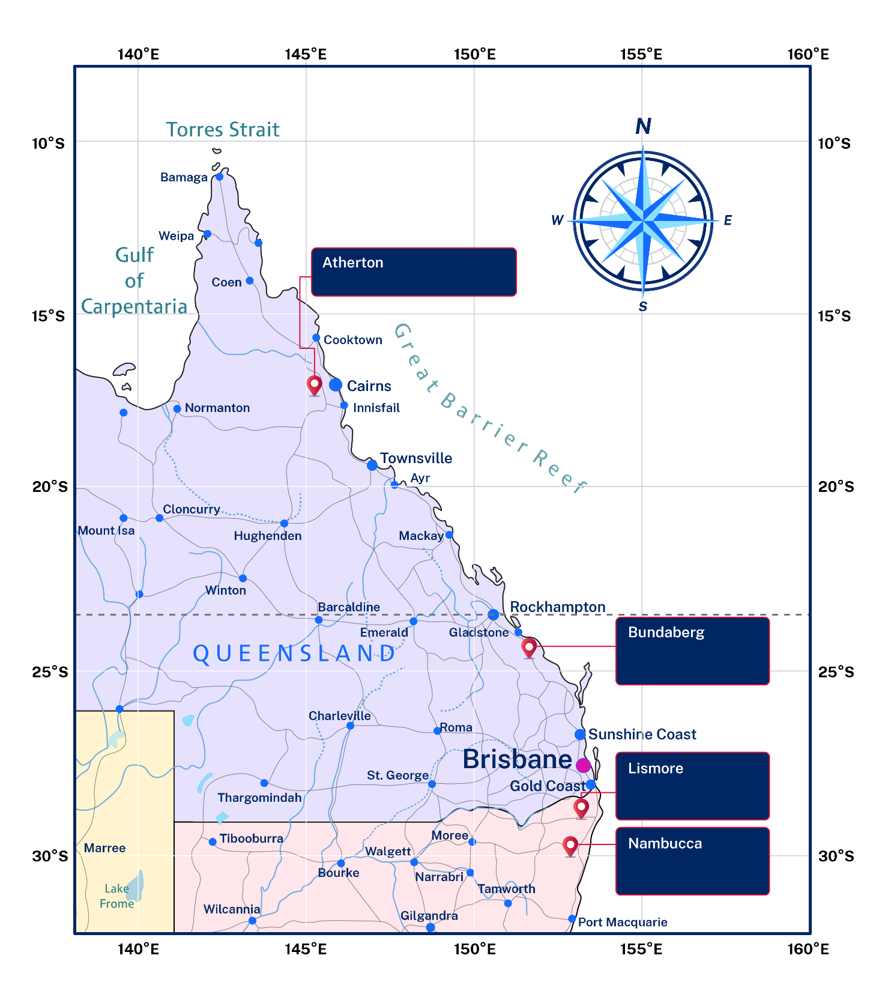 140°E 145°E 150°E 155°E 160°E
N
Torres Strait
10°S 10°S
Bamaga
W E
Weipa
Gulf
of
Carpentaria
Atherton
Coen
S
15°S 15°S
Great Barrier Reef
Cooktown
Cairns
Normanton Innisfail
Townsville
Ayr
20°S 20°S
Cloncurry
Mount Isa
Hughenden Mackay
Winton
Barcaldine Rockhampton
Emerald Gladstone Bundaberg
QUEENSLAND
25°S 25°S
Charleville
Roma Sunshine Coast
Brisbane
Lismore
St. George
Gold Coast
Thargomindah
Tibooburra Moree
Marree Walgett Nambucca
30°S 30°S
Bourke Narrabri
Lake
Frome
Tamworth
Wilcannia
Gilgandra
Port Macquarie
140°E 145°E 150°E 155°E 160°E